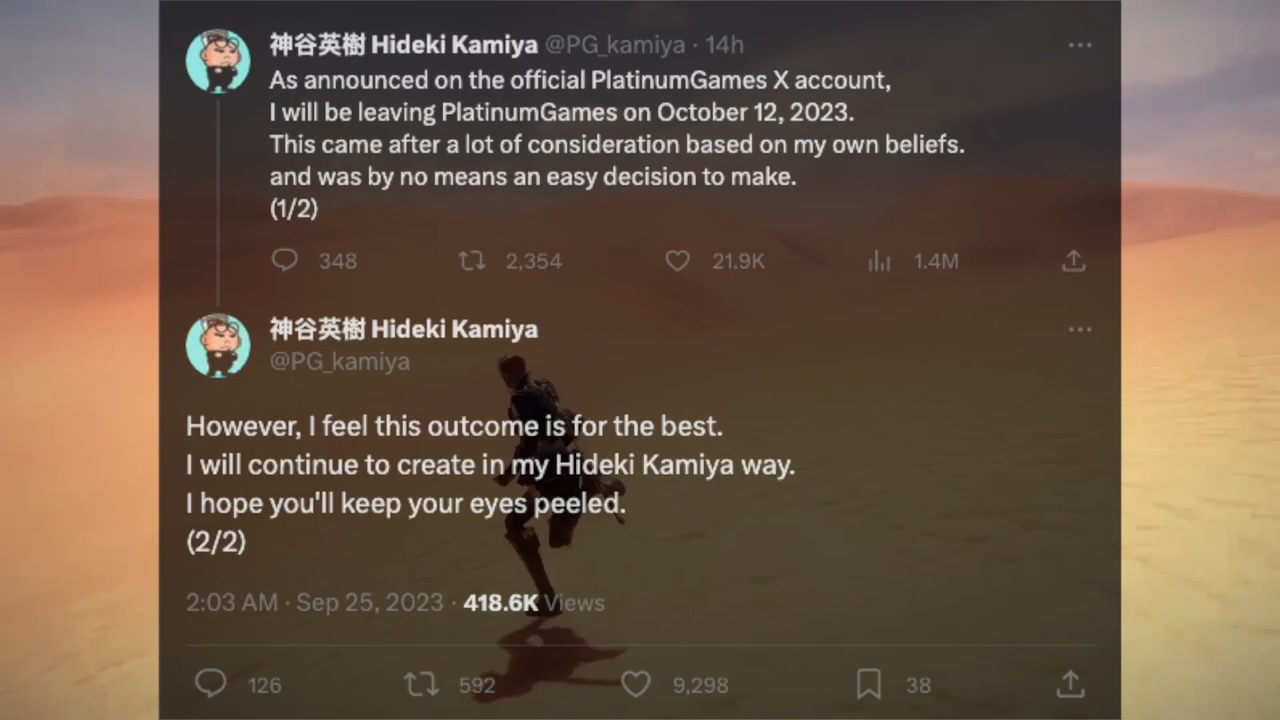 神谷英樹 Hideki Kamiya @PG_kamiya · 14h
As announced on the official PlatinumGames X account,
I will be leaving PlatinumGames on October 12, 2023.
This came after a lot of consideration based on my own beliefs.
and was by no means an easy decision to make.
(1/2)
348 2,354 21.9K 1.4M
神谷英樹 Hideki Kamiya
@PG_kamiya
However, I feel this outcome is for the best.
I will continue to create in my Hideki Kamiya way.
I hope you'll keep your eyes peeled.
(2/2)
2:03 AM · Sep 25, 2023 · 418.6K Views
126 592 9,298 38